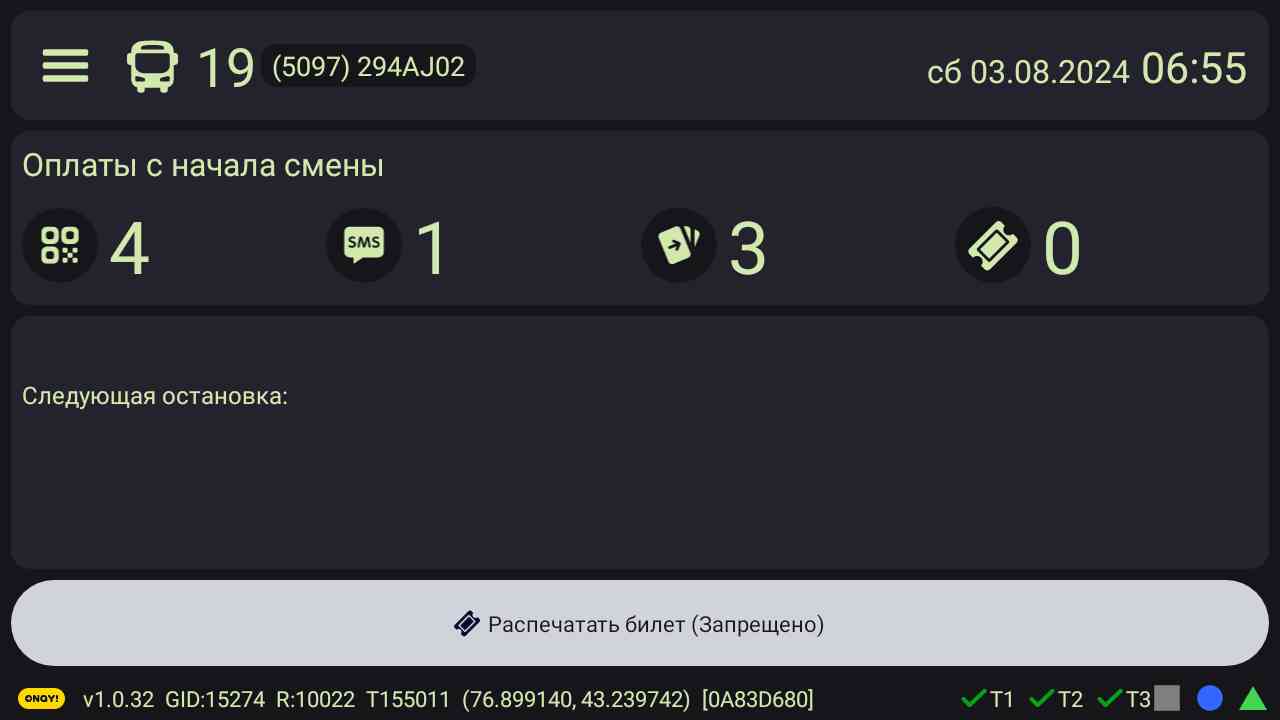 19 (5097) 294AJ02 сб 03.08.2024 06:55
Оплаты с начала смены
4 SMS 1 3 0
Следующая остановка:
Распечатать билет (Запрещено)
ONAY! v1.0.32 GID:15274 R:10022 T155011 (76.899140, 43.239742) [0A83D680] T1 T2 T3